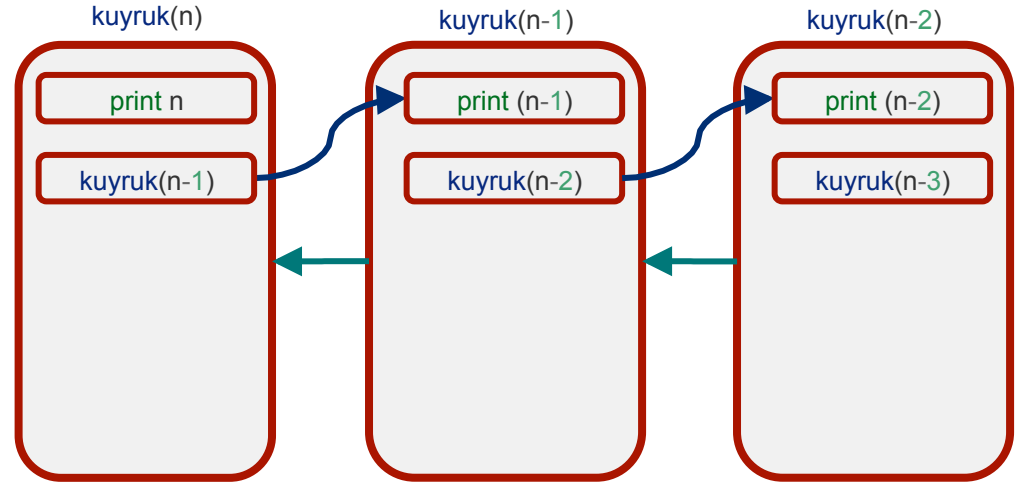 kuyruk(n)
print n
kuyruk(n-1)
kuyruk(n-1)
print (n-1)
kuyruk(n-2)
kuyruk(n-2)
print (n-2)
kuyruk(n-3)